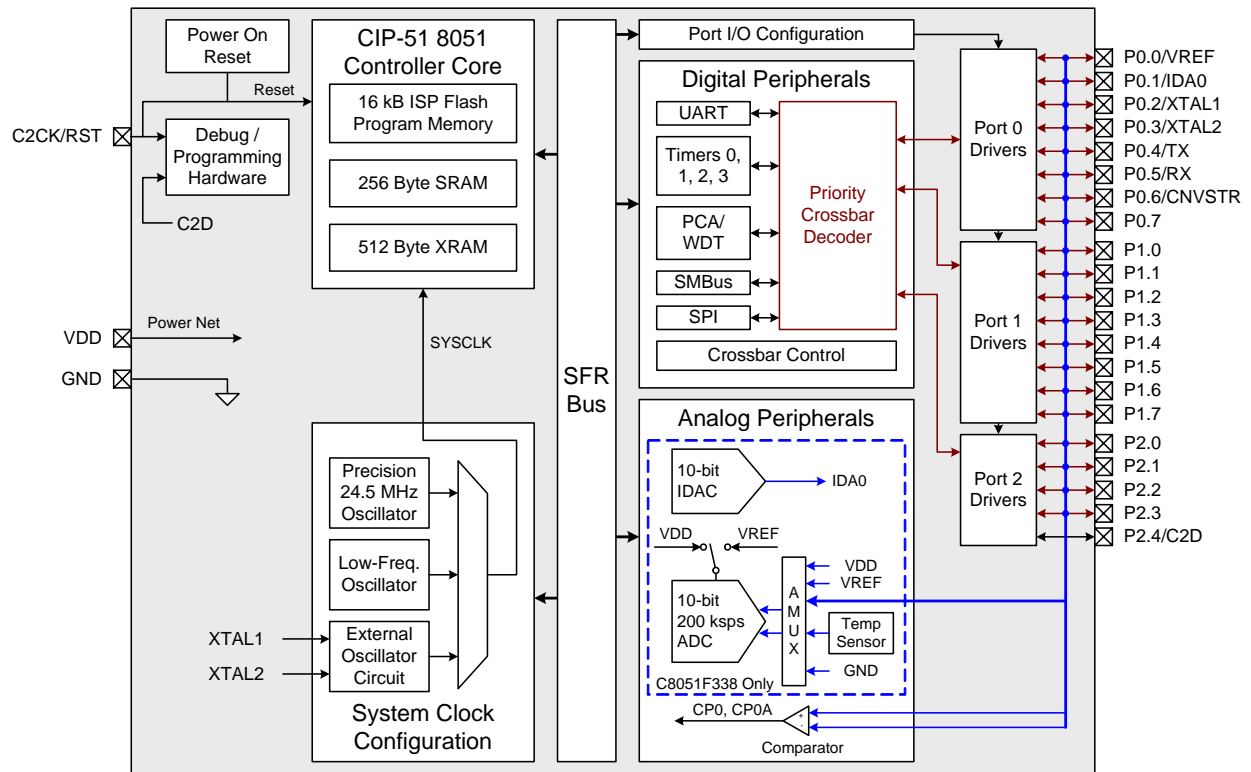 Power On
Reset
Reset
C2CK/RST
Debug /
Programming
Hardware
C2D
VDD
Power Net
GND
CIP-51 8051
Controller Core
16 kB ISP Flash
Program Memory
256 Byte SRAM
512 Byte XRAM
SYSCLK
Precision
24.5 MHz
Oscillator
Low-Freq.
Oscillator
XTAL1
XTAL2
External
Oscillator
Circuit
System Clock
Configuration
SFR
Bus
Port I/O Configuration
Digital Peripherals
UART
Timers 0,
1, 2, 3
PCA/
WDT
SMBus
SPI
Priority
Crossbar
Decoder
Crossbar Control
Analog Peripherals
10-bit
IDAC
IDA0
VDD
VREF
10-bit
200 ksps
ADC
A
M
U
X
VDD
VREF
Temp
Sensor
GND
C8051F338 Only
CP0, CP0A
+
-
Comparator
Port 0
Drivers
Port 1
Drivers
Port 2
Drivers
P0.0/VREF
P0.1/IDA0
P0.2/XTAL1
P0.3/XTAL2
P0.4/TX
P0.5/RX
P0.6/CNVSTR
P0.7
P1.0
P1.1
P1.2
P1.3
P1.4
P1.5
P1.6
P1.7
P2.0
P2.1
P2.2
P2.3
P2.4/C2D